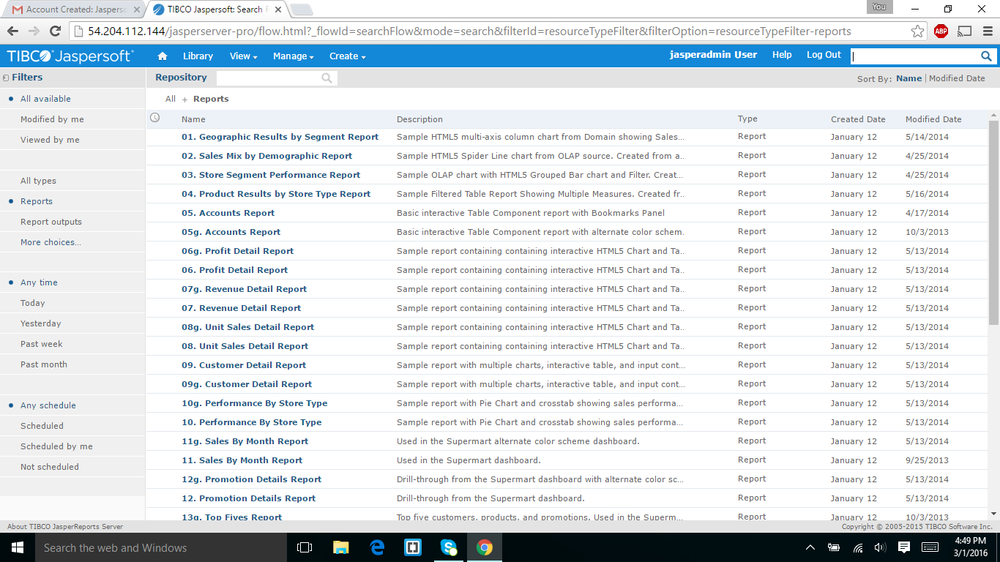 Account Created: Jaspers
TIBCO Jaspersoft: Search R
You
54.204.112.144/jasperserver-pro/flow.html?_flowId=searchFlow&mode=search&filterId=resourceTypeFilter&filterOption=resourceTypeFilter-reports
ABP
TIBCO Jaspersoft®
Library
View
Manage
Create
jasperadmin User
Help
Log Out
Filters
All available
Modified by me
Viewed by me
All types
Reports
Report outputs
More choices...
Any time
Today
Yesterday
Past week
Past month
Any schedule
Scheduled
Scheduled by me
Not scheduled
Repository
Sort By: Name | Modified Date
All + Reports
Name Description Type Created Date Modified Date
01. Geographic Results by Segment Report Sample HTML5 multi-axis column chart from Domain showing Sales... Report January 12 5/14/2014
02. Sales Mix by Demographic Report Sample HTML5 Spider Line chart from OLAP source. Created from a.. Report January 12 4/25/2014
03. Store Segment Performance Report Sample OLAP chart with HTML5 Grouped Bar chart and Filter. Creat... Report January 12 4/25/2014
04. Product Results by Store Type Report Sample Filtered Table Report Showing Multiple Measures. Created fr.. Report January 12 5/16/2014
05. Accounts Report Basic interactive Table Component report with Bookmarks Panel Report January 12 4/17/2014
05g. Accounts Report Basic interactive Table Component report with alternate color schem. Report January 12 10/3/2013
06g. Profit Detail Report Sample report containing containing interactive HTML5 Chart and Ta.. Report January 12 5/13/2014
06. Profit Detail Report Sample report containing containing interactive HTML5 Chart and Ta.. Report January 12 5/13/2014
07g. Revenue Detail Report Sample report containing containing interactive HTML5 Chart and Ta.. Report January 12 5/13/2014
07. Revenue Detail Report Sample report containing containing interactive HTML5 Chart and Ta.. Report January 12 5/13/2014
08g. Unit Sales Detail Report Sample report containing containing interactive HTML5 Chart and Ta.. Report January 12 5/13/2014
08. Unit Sales Detail Report Sample report containing containing interactive HTML5 Chart and Ta.. Report January 12 5/13/2014
09. Customer Detail Report Sample report with multiple charts, interactive table, and input cont... Report January 12 5/13/2014
09g. Customer Detail Report Sample report with multiple charts, interactive table, and input cont... Report January 12 5/13/2014
10g. Performance By Store Type Sample report with Pie Chart and crosstab showing sales performa... Report January 12 5/13/2014
10. Performance By Store Type Sample report with Pie Chart and crosstab showing sales performa... Report January 12 5/13/2014
11g. Sales By Month Report Used in the Supermart alternate color scheme dashboard. Report January 12 5/13/2014
11. Sales By Month Report Used in the Supermart dashboard. Report January 12 9/25/2013
12g. Promotion Details Report Drill-through from the Supermart dashboard with alternate color sc... Report January 12 5/13/2014
12. Promotion Details Report Drill-through from the Supermart dashboard. Report January 12 5/13/2014
13g. Top Fives Report Top five customers, products, and promotions. Used in the Superm... Report January 12 10/3/2013
About TIBCO JasperReports Server
Copyright © 2005-2015 TIBCO Software Inc.
Search the web and Windows
4:49 PM
3/1/2016